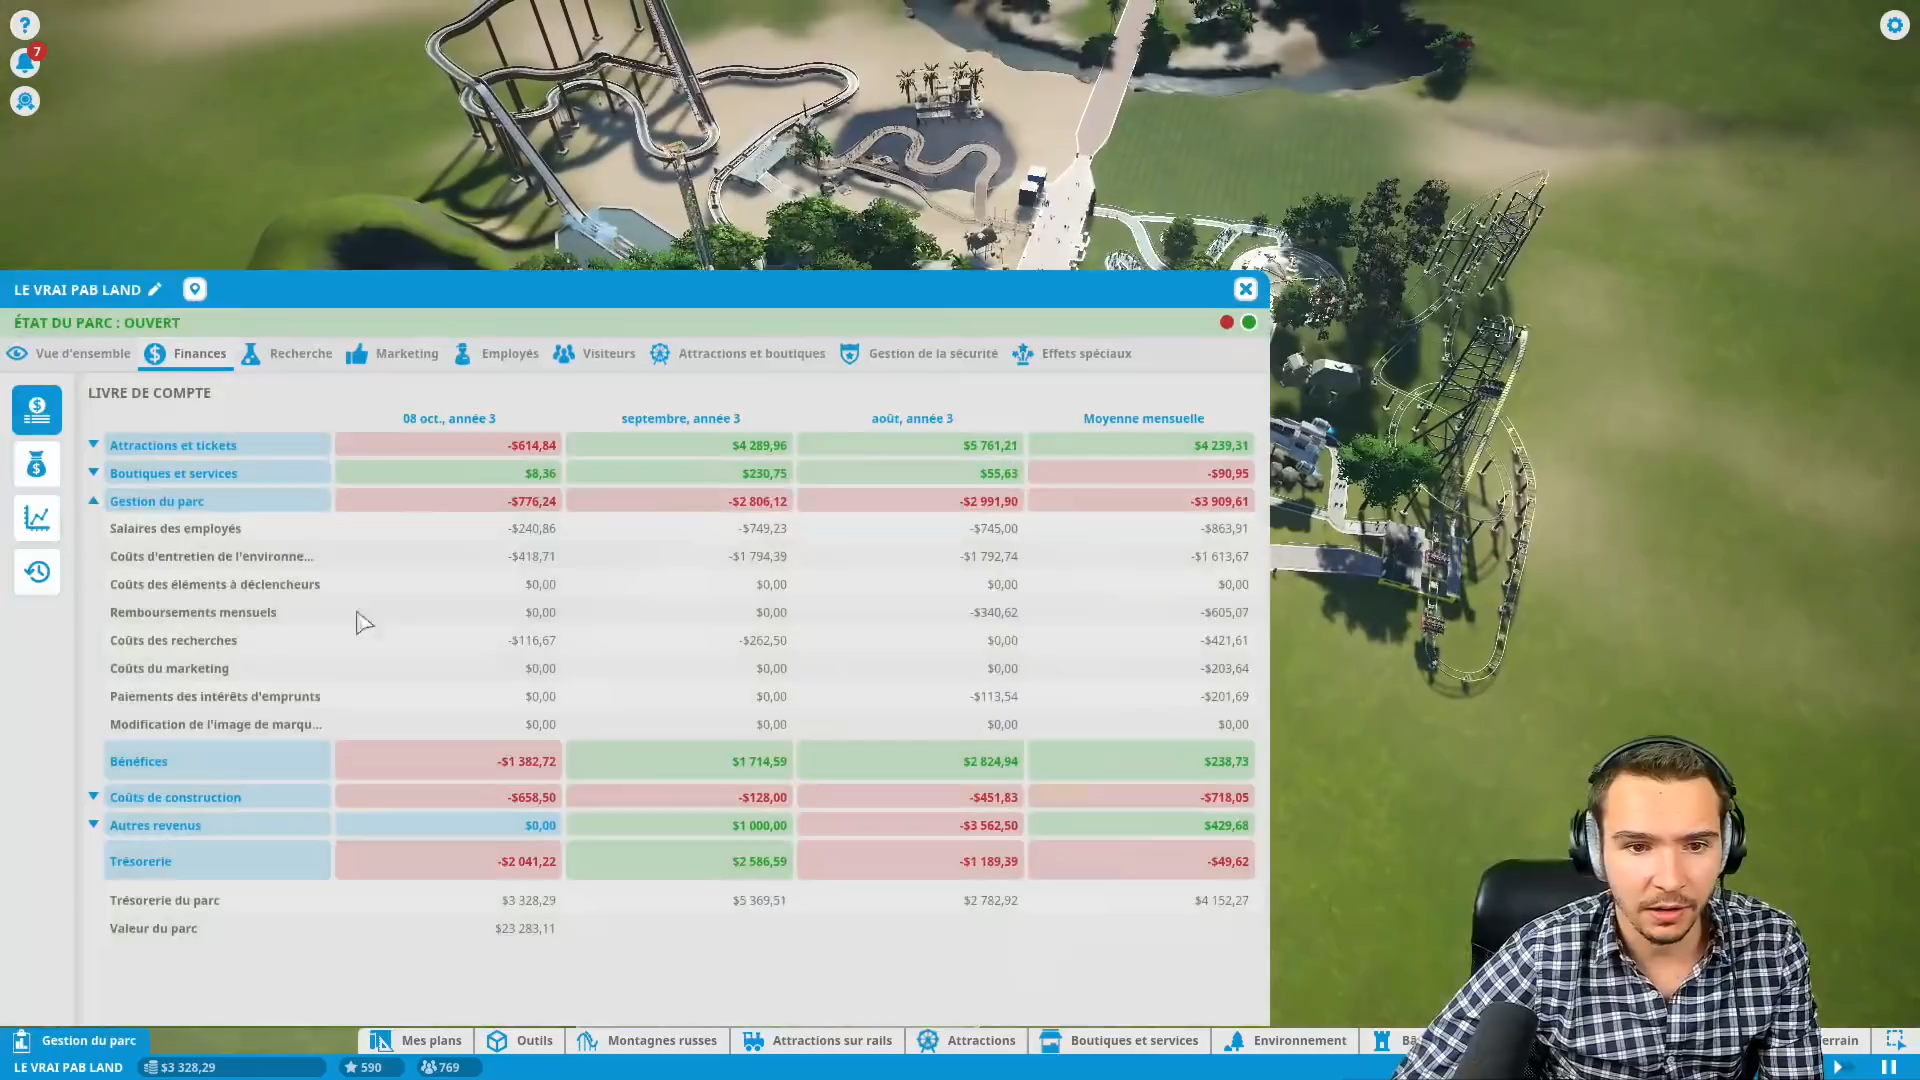 ?
7
LE VRAI PAB LAND
ÉTAT DU PARC : OUVERT
Vue d'ensemble Finances Recherche Marketing Employés Visiteurs Attractions et boutiques Gestion de la sécurité Effets spéciaux
LIVRE DE COMPTE
08 oct., année 3 septembre, année 3 août, année 3 Moyenne mensuelle
Attractions et tickets -$614,84 $4 289,96 $5 761,21 $4 239,31
Boutiques et services $8,36 $230,75 $55,63 -$90,95
Gestion du parc -$776,24 -$2 806,12 -$2 991,90 -$3 909,61
Salaires des employés -$240,86 -$749,23 -$745,00 -$863,91
Coûts d'entretien de l'environne... -$418,71 -$1 794,39 -$1 792,74 -$1 613,67
Coûts des éléments à déclencheurs $0,00 $0,00 $0,00 $0,00
Remboursements mensuels $0,00 $0,00 -$340,62 -$605,07
Coûts des recherches -$116,67 -$262,50 $0,00 -$421,61
Coûts du marketing $0,00 $0,00 $0,00 -$203,64
Paiements des intérêts d'emprunts $0,00 $0,00 -$113,54 -$201,69
Modification de l'image de marqu... $0,00 $0,00 $0,00 $0,00
Bénéfices -$1 382,72 $1 714,59 $2 824,94 $238,73
Coûts de construction -$658,50 -$128,00 -$451,83 -$718,05
Autres revenus $0,00 $1 000,00 -$3 562,50 $429,68
Trésorerie -$2 041,22 $2 586,59 -$1 189,39 -$49,62
Trésorerie du parc $3 328,29 $5 369,51 $2 782,92 $4 152,27
Valeur du parc $23 283,11
Gestion du parc Mes plans Outils Montagnes russes Attractions sur rails Attractions Boutiques et services Environnement Bâ errain
LE VRAI PAB LAND $3 328,29 590 769